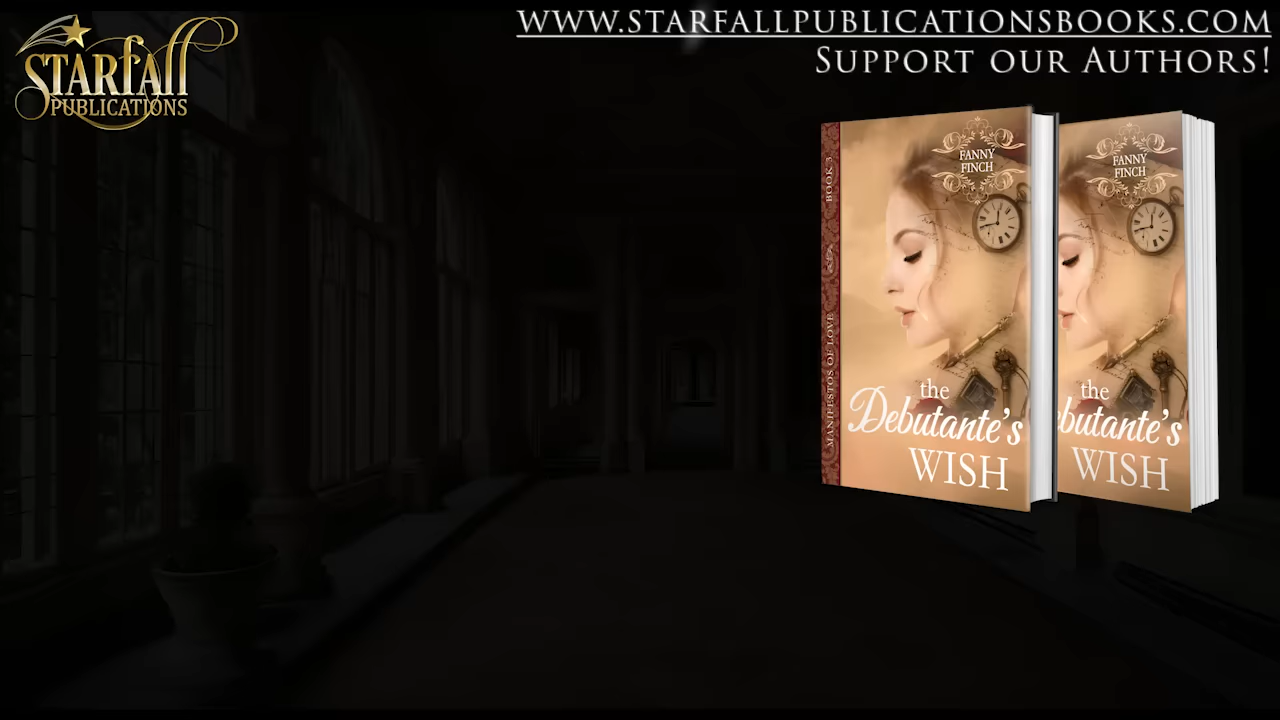 STARfall
PUBLICATIONS
WWW.STARFALLPUBLICATIONSBOOKS.COM
SUPPORT OUR AUTHORS!
MANIFESTOS OF LOVE
BOOK 3
FANNY
FINCH
the
Debutante's
WISH
FANNY
FINCH
the
ebutante's
WISH